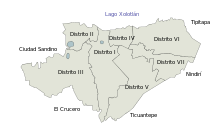 Lago Xolotlán
Tipitapa
Distrito II
Distrito IV
Distrito VI
Ciudad Sandino
Distrito I
Distrito VII
Distrito III
Nindirí
Distrito V
El Crucero
Ticuantepe